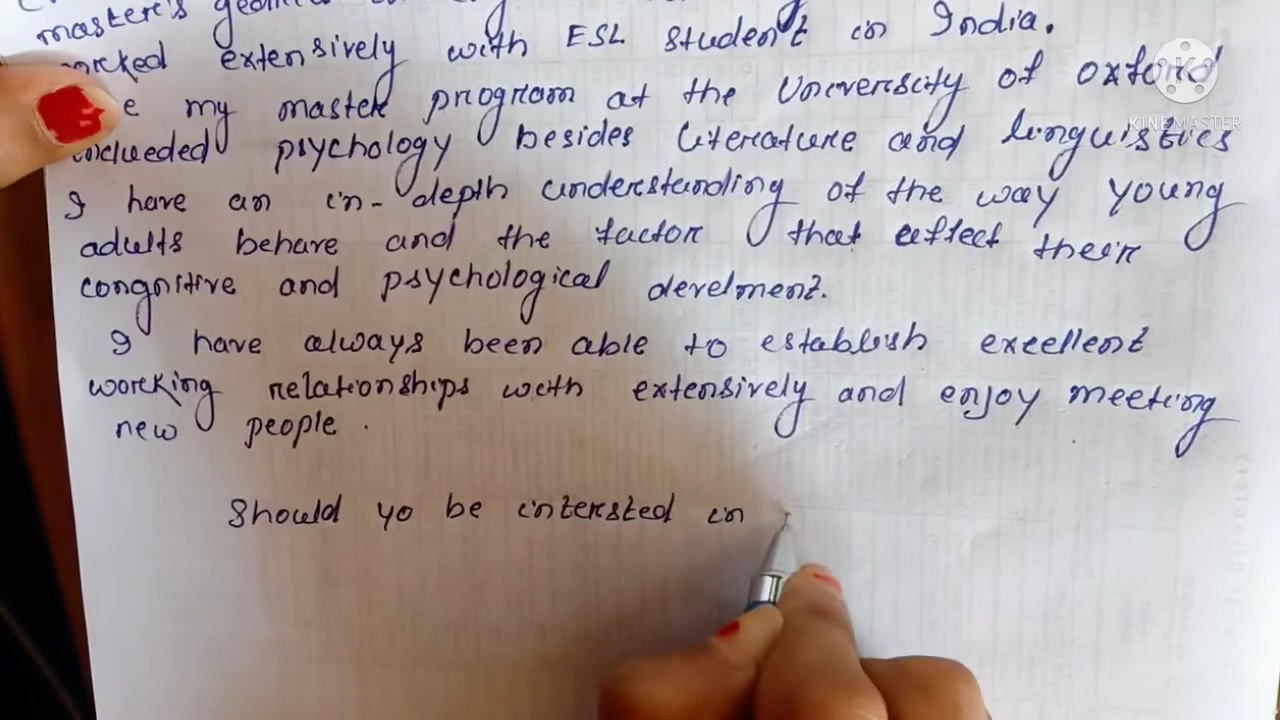 master's
worked extensively with ESL student in India.
my master program at the University of oxford
inclueded psychology besides literature and linguistics
I have an in-depth understanding of the way young
adults behave and the factor that effect their
congnitive and psychological develment.
I have always been able to establish excellent
working relationships with extensively and enjoy meeting
new people.
Should yo be intersted in
KINEMASTER